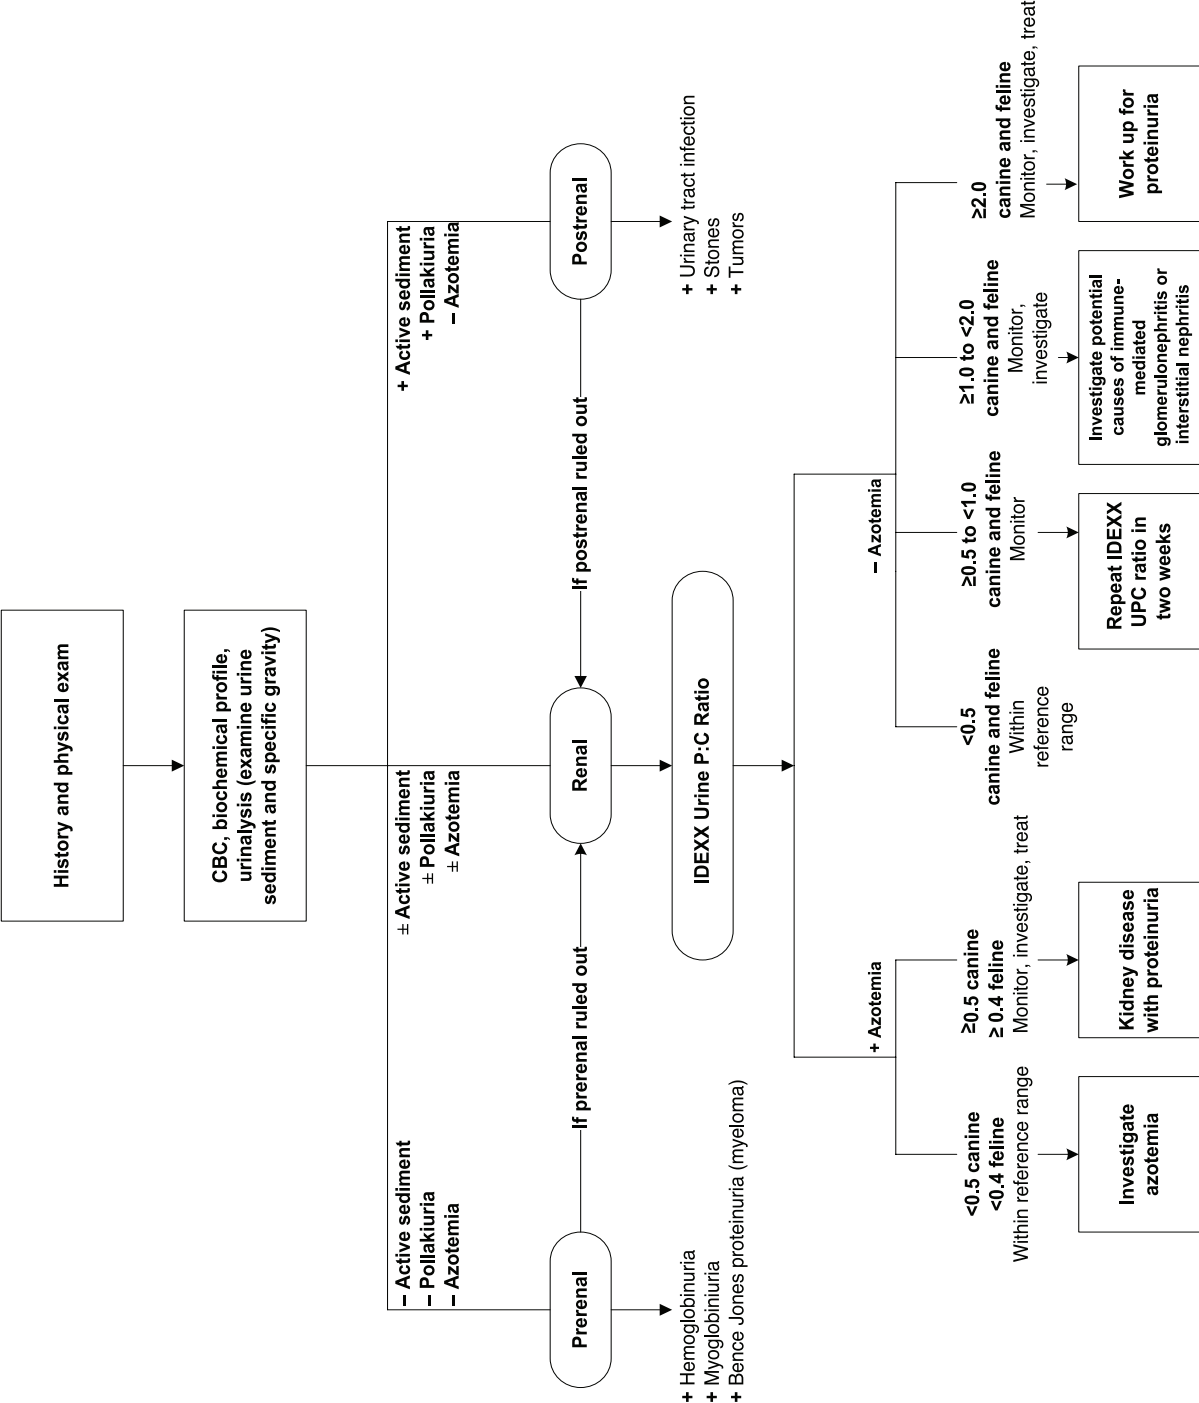 History and physical exam
CBC, biochemical profile,
urinalysis (examine urine
sediment and specific gravity)
– Active sediment
– Pollakiuria
– Azotemia
± Active sediment
± Pollakiuria
± Azotemia
+ Active sediment
+ Pollakiuria
– Azotemia
Prerenal
If prerenal ruled out
Renal
If postrenal ruled out
Postrenal
+ Hemoglobinuria
+ Myoglobiniuria
+ Bence Jones proteinuria (myeloma)
IDEXX Urine P:C Ratio
+ Urinary tract infection
+ Stones
+ Tumors
+ Azotemia
– Azotemia
<0.5 canine
<0.4 feline
Within reference range
≥0.5 canine
≥ 0.4 feline
Monitor, investigate, treat
<0.5
canine and feline
Within
reference
range
≥0.5 to <1.0
canine and feline
Monitor
≥1.0 to <2.0
canine and feline
Monitor,
investigate
≥2.0
canine and feline
Monitor, investigate, treat
Investigate
azotemia
Kidney disease
with proteinuria
Repeat IDEXX
UPC ratio in
two weeks
Investigate potential
causes of immune-
mediated
glomerulonephritis or
interstitial nephritis
Work up for
proteinuria